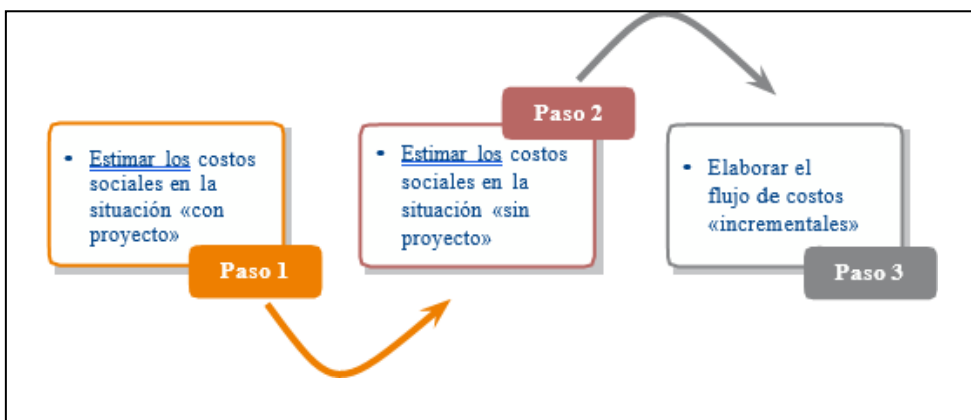 • Estimar los costos
sociales en la
situación «con
proyecto»
Paso 1
Paso 2
• Estimar los costos
sociales en la
situación «sin
proyecto»
• Elaborar el
flujo de costos
«incrementales»
Paso 3